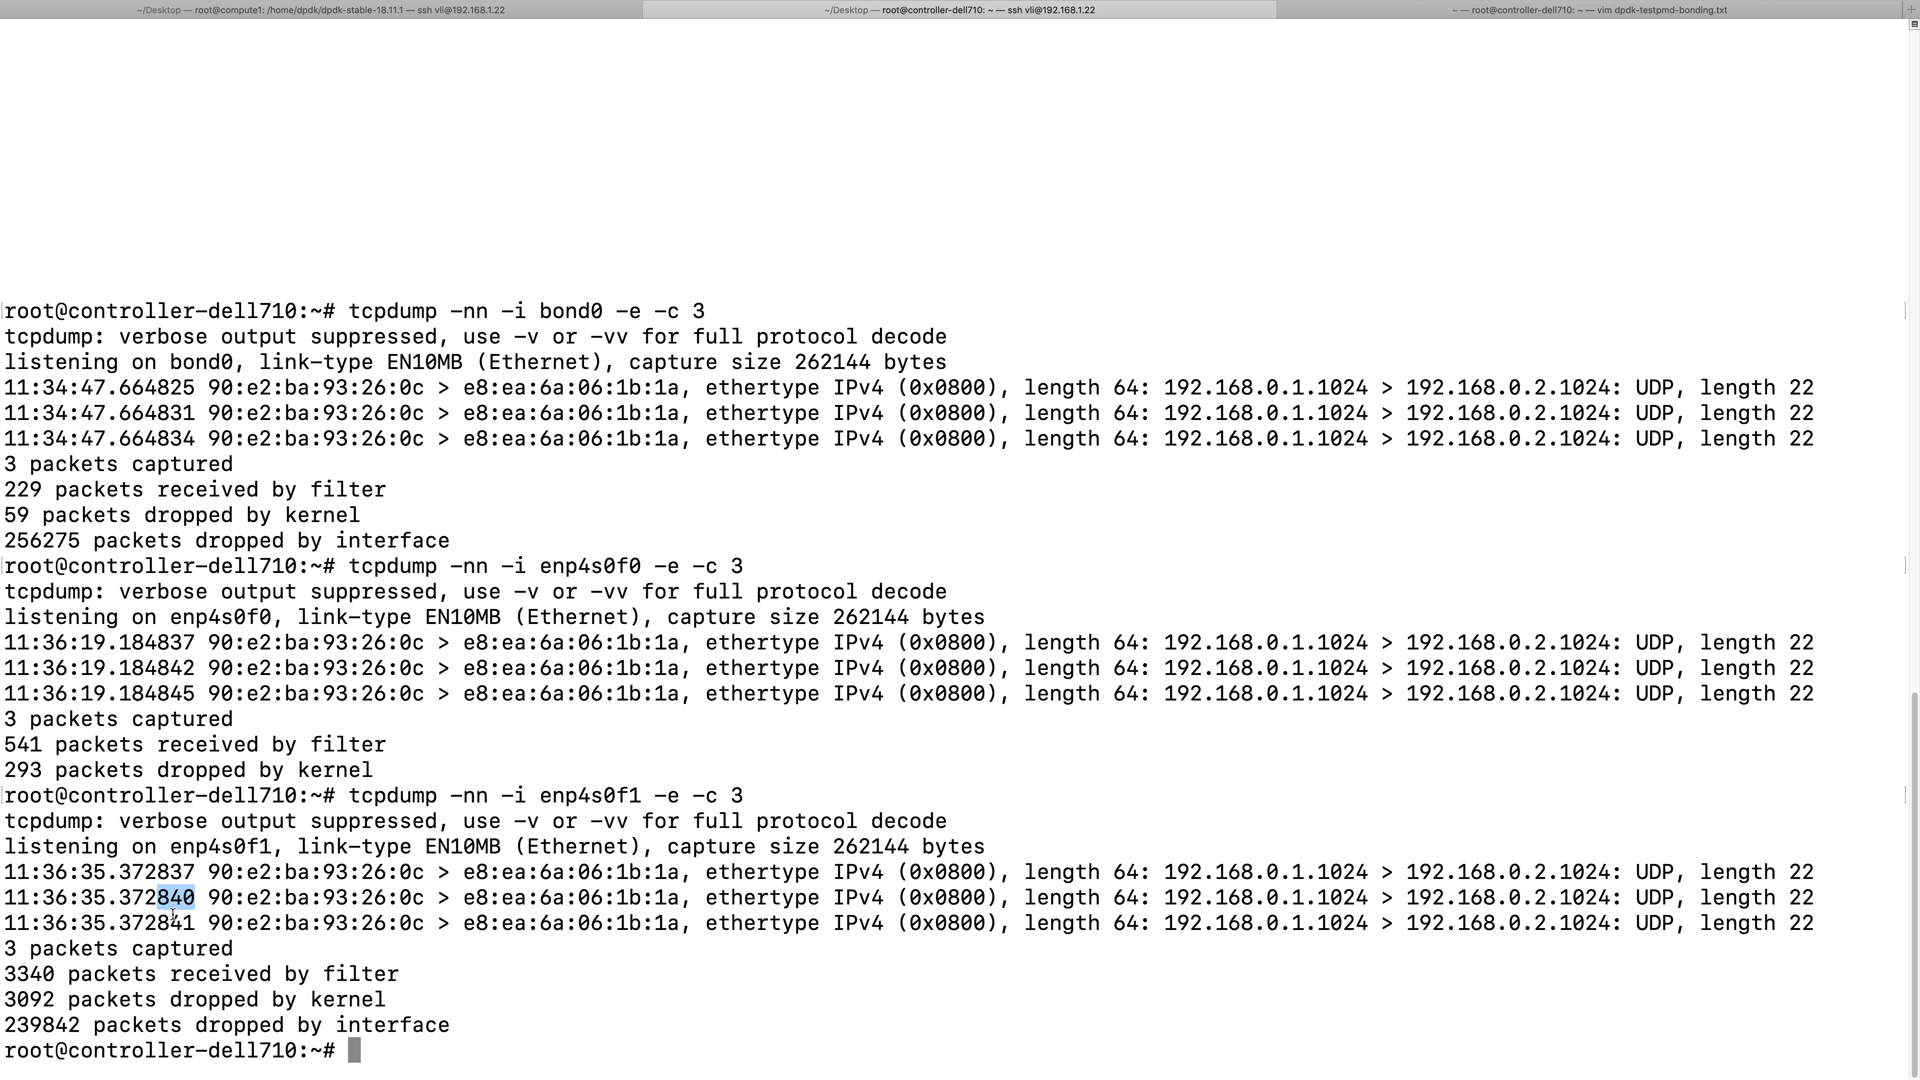 ~/Desktop — root@compute1: /home/dpdk/dpdk-stable-18.11.1 — ssh vli@192.168.1.22
~/Desktop — root@controller-dell710: ~ — ssh vli@192.168.1.22
~ — root@controller-dell710: ~ — vim dpdk-testpmd-bonding.txt
root@controller-dell710:~# tcpdump -nn -i bond0 -e -c 3
tcpdump: verbose output suppressed, use -v or -vv for full protocol decode
listening on bond0, link-type EN10MB (Ethernet), capture size 262144 bytes
11:34:47.664825 90:e2:ba:93:26:0c > e8:ea:6a:06:1b:1a, ethertype IPv4 (0x0800), length 64: 192.168.0.1.1024 > 192.168.0.2.1024: UDP, length 22
11:34:47.664831 90:e2:ba:93:26:0c > e8:ea:6a:06:1b:1a, ethertype IPv4 (0x0800), length 64: 192.168.0.1.1024 > 192.168.0.2.1024: UDP, length 22
11:34:47.664834 90:e2:ba:93:26:0c > e8:ea:6a:06:1b:1a, ethertype IPv4 (0x0800), length 64: 192.168.0.1.1024 > 192.168.0.2.1024: UDP, length 22
3 packets captured
229 packets received by filter
59 packets dropped by kernel
256275 packets dropped by interface
root@controller-dell710:~# tcpdump -nn -i enp4s0f0 -e -c 3
tcpdump: verbose output suppressed, use -v or -vv for full protocol decode
listening on enp4s0f0, link-type EN10MB (Ethernet), capture size 262144 bytes
11:36:19.184837 90:e2:ba:93:26:0c > e8:ea:6a:06:1b:1a, ethertype IPv4 (0x0800), length 64: 192.168.0.1.1024 > 192.168.0.2.1024: UDP, length 22
11:36:19.184842 90:e2:ba:93:26:0c > e8:ea:6a:06:1b:1a, ethertype IPv4 (0x0800), length 64: 192.168.0.1.1024 > 192.168.0.2.1024: UDP, length 22
11:36:19.184845 90:e2:ba:93:26:0c > e8:ea:6a:06:1b:1a, ethertype IPv4 (0x0800), length 64: 192.168.0.1.1024 > 192.168.0.2.1024: UDP, length 22
3 packets captured
541 packets received by filter
293 packets dropped by kernel
root@controller-dell710:~# tcpdump -nn -i enp4s0f1 -e -c 3
tcpdump: verbose output suppressed, use -v or -vv for full protocol decode
listening on enp4s0f1, link-type EN10MB (Ethernet), capture size 262144 bytes
11:36:35.372837 90:e2:ba:93:26:0c > e8:ea:6a:06:1b:1a, ethertype IPv4 (0x0800), length 64: 192.168.0.1.1024 > 192.168.0.2.1024: UDP, length 22
11:36:35.372840 90:e2:ba:93:26:0c > e8:ea:6a:06:1b:1a, ethertype IPv4 (0x0800), length 64: 192.168.0.1.1024 > 192.168.0.2.1024: UDP, length 22
11:36:35.372841 90:e2:ba:93:26:0c > e8:ea:6a:06:1b:1a, ethertype IPv4 (0x0800), length 64: 192.168.0.1.1024 > 192.168.0.2.1024: UDP, length 22
3 packets captured
3340 packets received by filter
3092 packets dropped by kernel
239842 packets dropped by interface
root@controller-dell710:~#